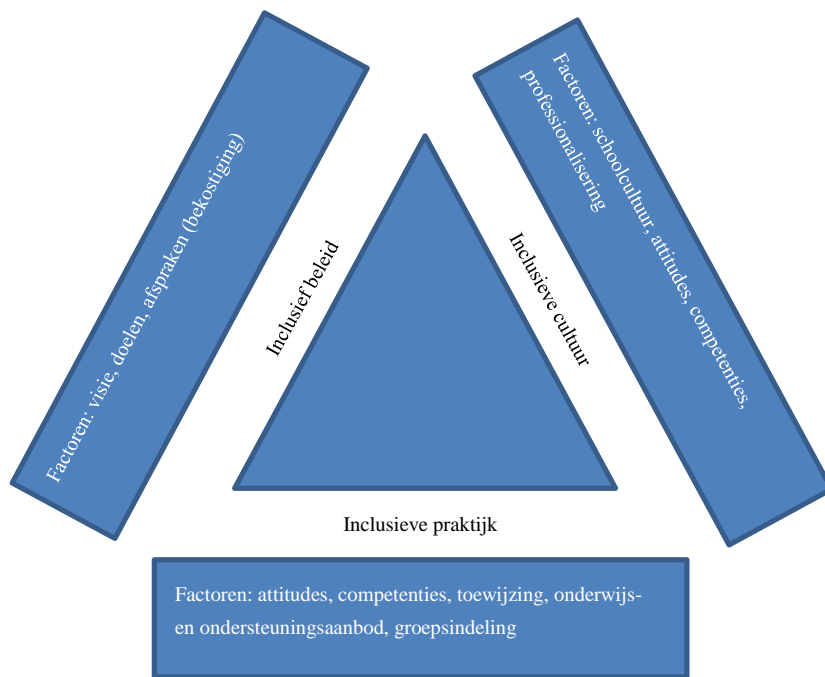 Factoren: visie, doelen, afspraken (bekostiging)
Inclusief beleid
Factoren: schoolcultuur, attitudes, competenties,
professionalisering
Inclusieve cultuur
Inclusieve praktijk
Factoren: attitudes, competenties, toewijzing, onderwijs-
en ondersteuningsaanbod, groepsindeling